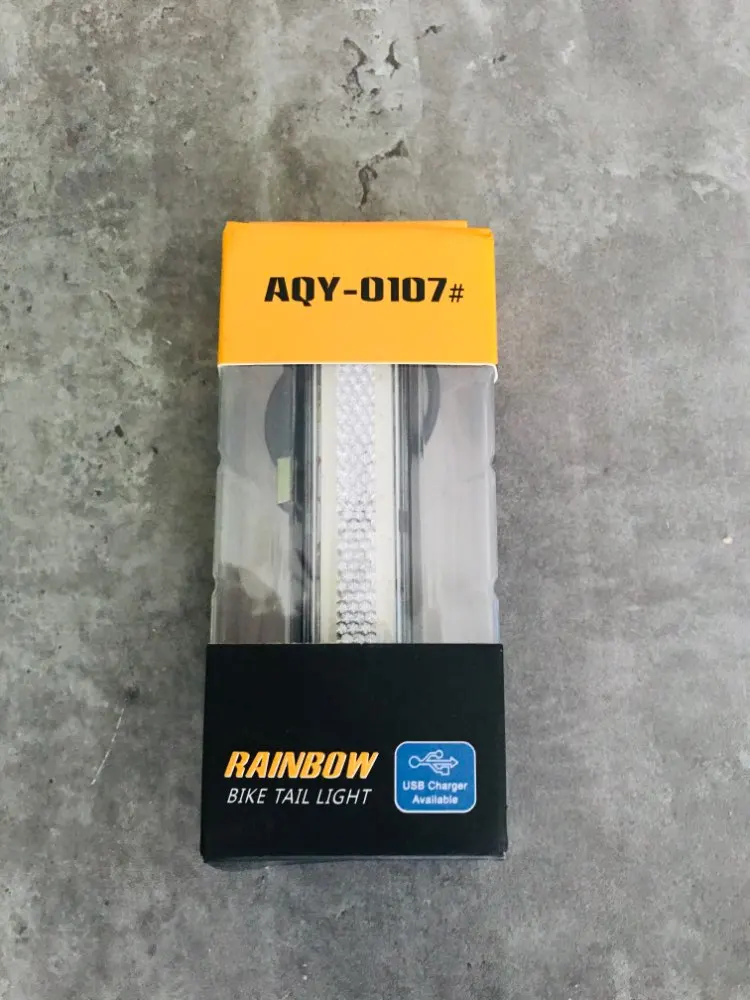 AQY-0107#
RAINBOW
BIKE TAIL LIGHT
USB Charger
Available